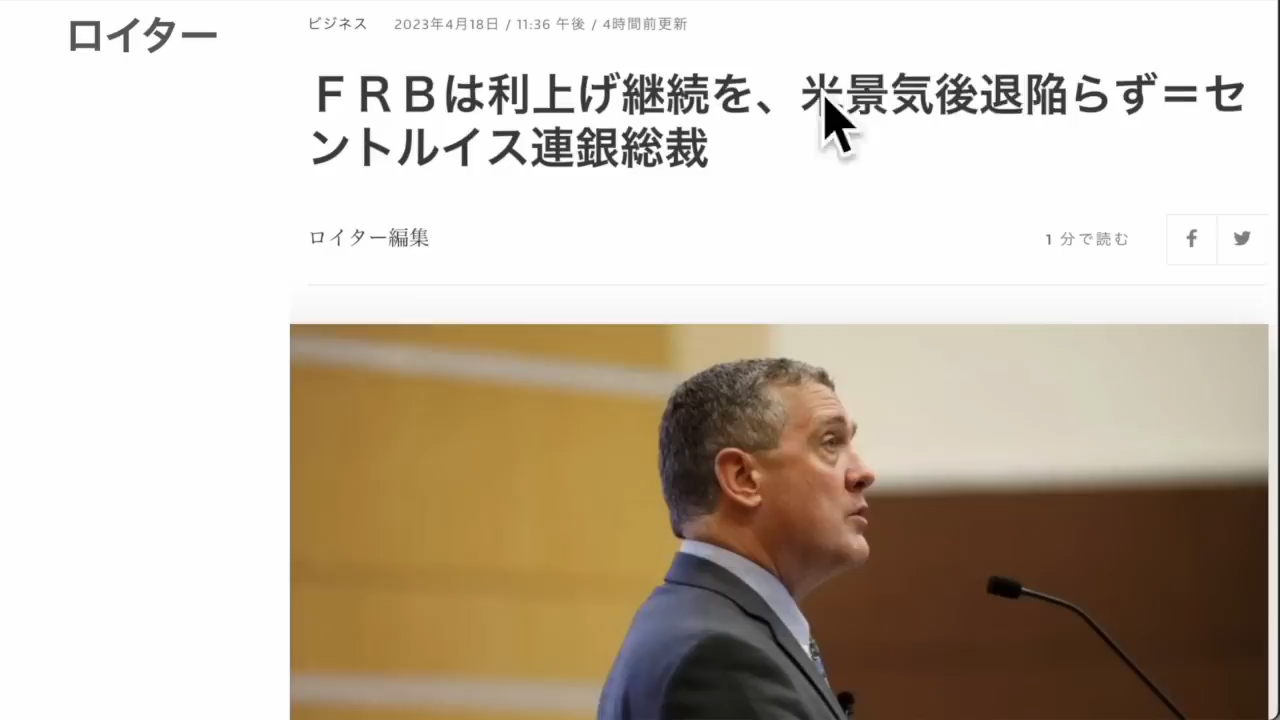 ロイター
ビジネス 2023年4月18日 / 11:36 午後 / 4時間前更新
ＦＲＢは利上げ継続を、米景気後退陥らず＝セ
ントルイス連銀総裁
ロイター編集
1 分で読む